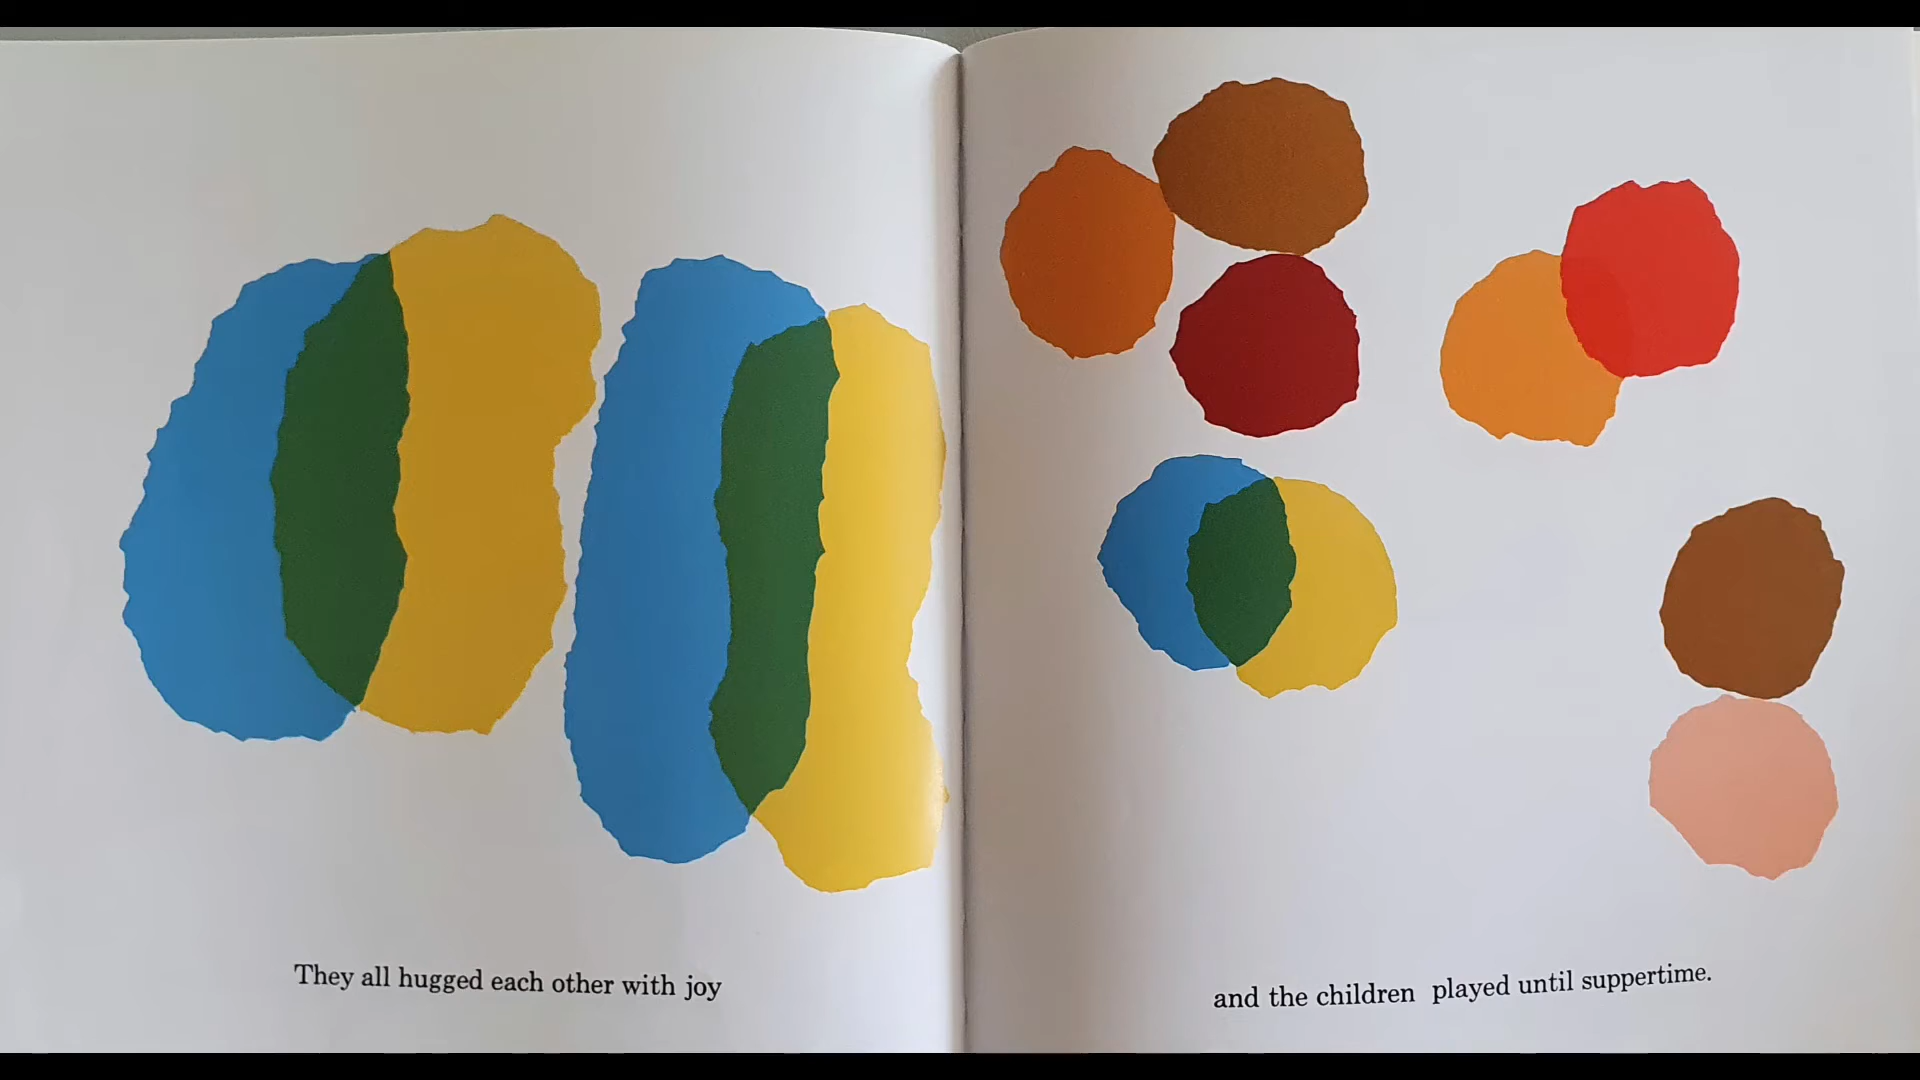 They all hugged each other with joy
and the children played until suppertime.